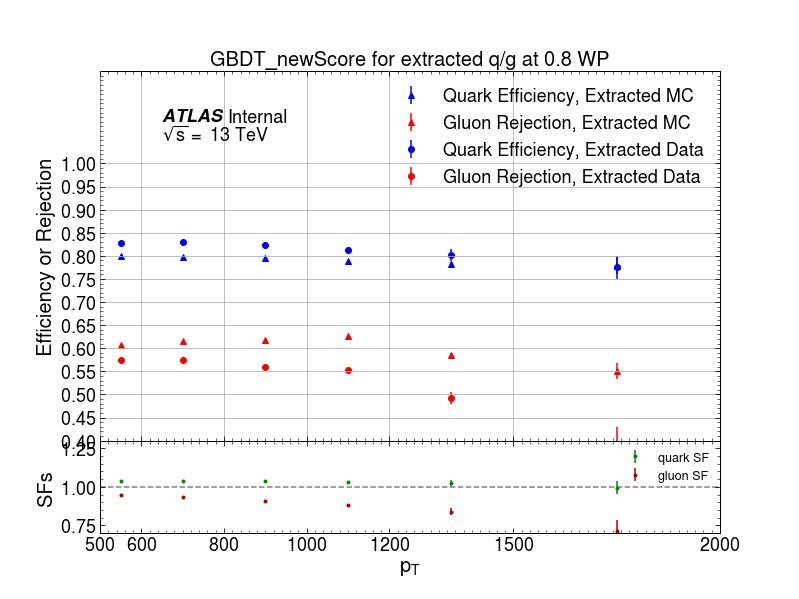 GBDT_newScore for extracted q/g at 0.8 WP
Quark Efficiency, Extracted MC
ATLAS Internal
Gluon Rejection, Extracted MC
√s = 13 TeV
Quark Efficiency, Extracted Data
Gluon Rejection, Extracted Data
Efficiency or Rejection
1.00
0.95
0.90
0.85
0.80
0.75
0.70
0.65
0.60
0.55
0.50
0.45
0.40
SFs
1.25
1.00
0.75
quark SF
gluon SF
500 600 800 1000 1200 1500 2000
pT